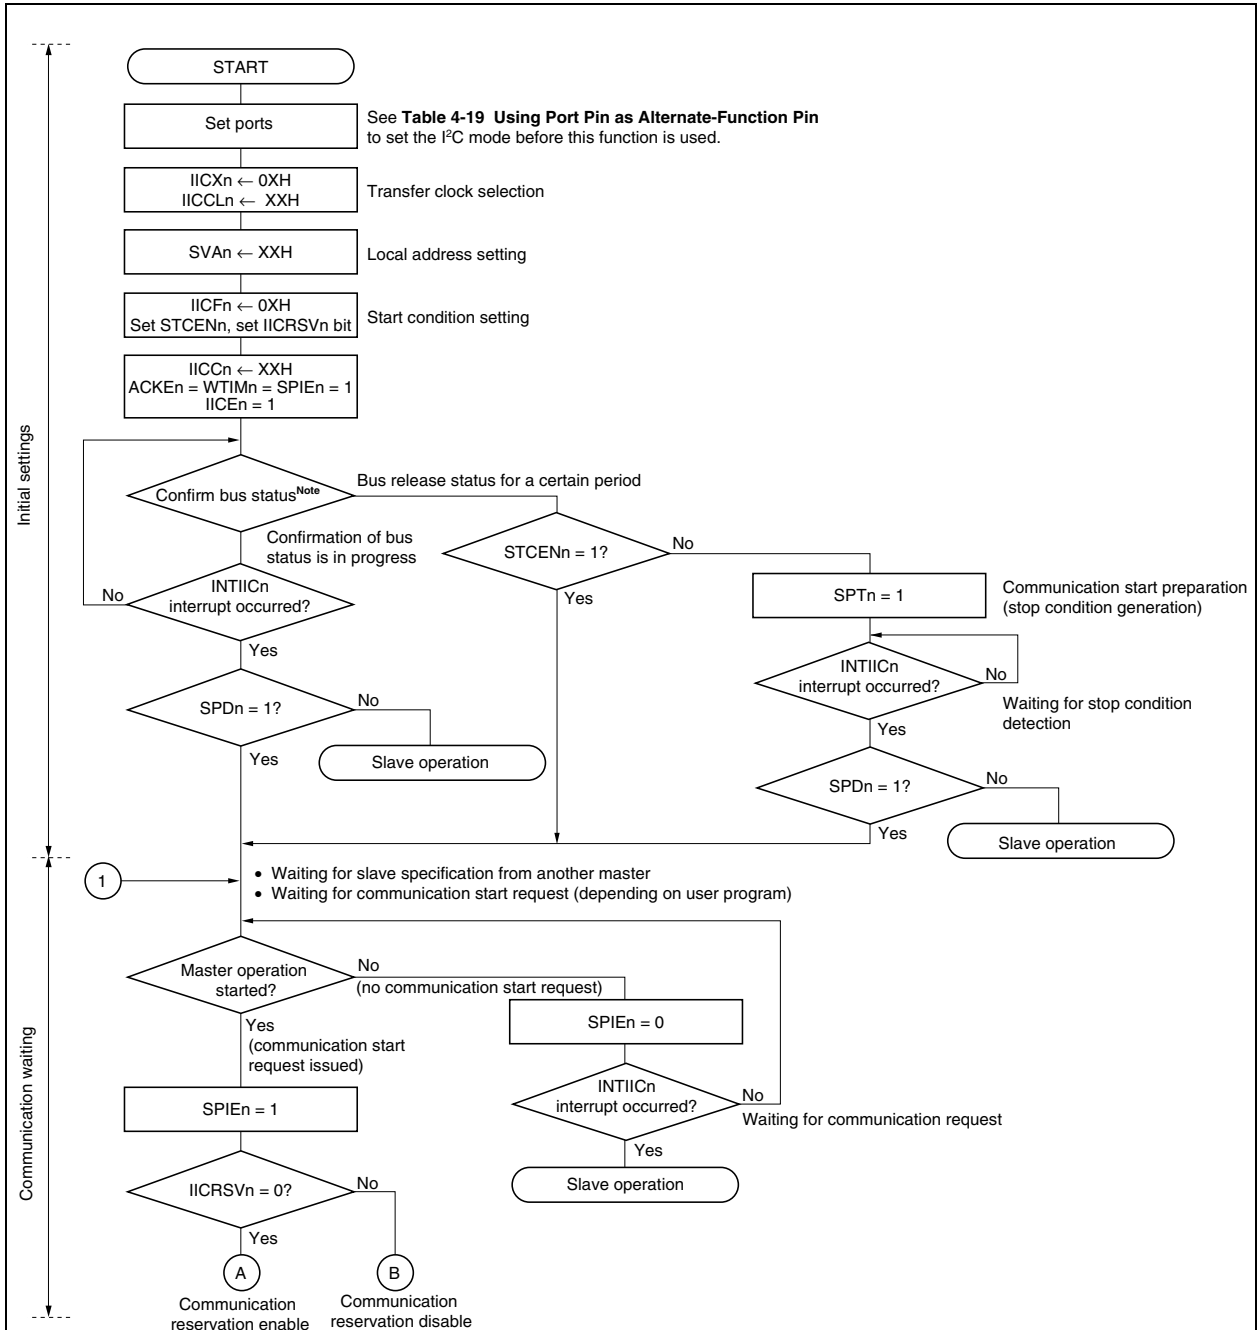 START
Set ports
See Table 4-19 Using Port Pin as Alternate-Function Pin
to set the I²C mode before this function is used.
IICXn ← 0XH
IICCLn ← XXH
Transfer clock selection
SVAn ← XXH
Local address setting
IICFn ← 0XH
Set STCENn, set IICRSVn bit
Start condition setting
IICCn ← XXH
ACKEn = WTIMn = SPIEn = 1
IICEn = 1
Initial settings
Confirm bus statusNote
Bus release status for a certain period
Confirmation of bus
status is in progress
STCENn = 1?
No
Yes
SPTn = 1
Communication start preparation
(stop condition generation)
No
INTIICn
interrupt occurred?
Yes
INTIICn
interrupt occurred?
No
Waiting for stop condition
detection
Yes
SPDn = 1?
No
Yes
Slave operation
SPDn = 1?
No
Yes
Slave operation
1
• Waiting for slave specification from another master
• Waiting for communication start request (depending on user program)
Communication waiting
Master operation
started?
No
(no communication start request)
Yes
(communication start
request issued)
SPIEn = 0
INTIICn
interrupt occurred?
No
Waiting for communication request
Yes
Slave operation
SPIEn = 1
IICRSVn = 0?
No
Yes
A
B
Communication
reservation enable
Communication
reservation disable